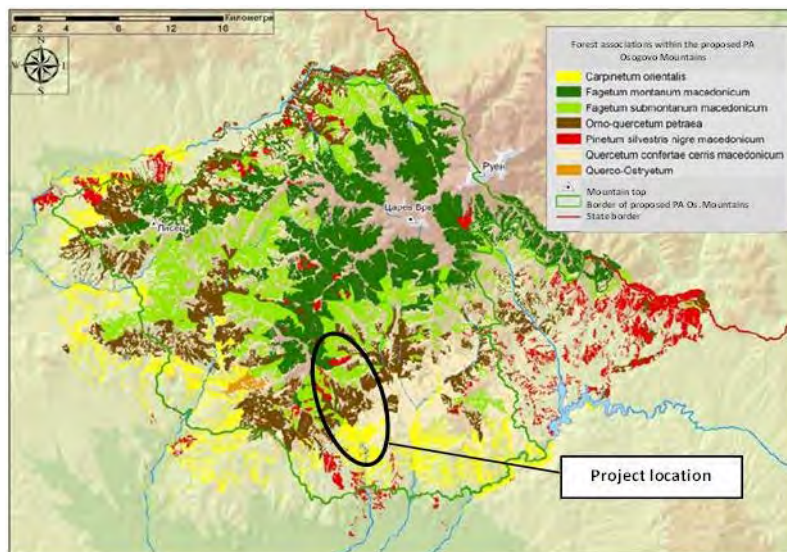 Километре
0 2 4 8 12 16
N
W E
S
Forest associations within the proposed PA
Osogovo Mountains
Carpinetum orientalis
Fagetum montanum macedonicum
Fagetum submontanum macedonicum
Orno-quercetum petraea
Pinetum silvestris nigre macedonicum
Quercetum confertae cerris macedonicum
Querco-Ostryetum
Mountain top
Border of proposed PA Os. Mountains
State border
Руен
Царев Врв
Лисец
Project location